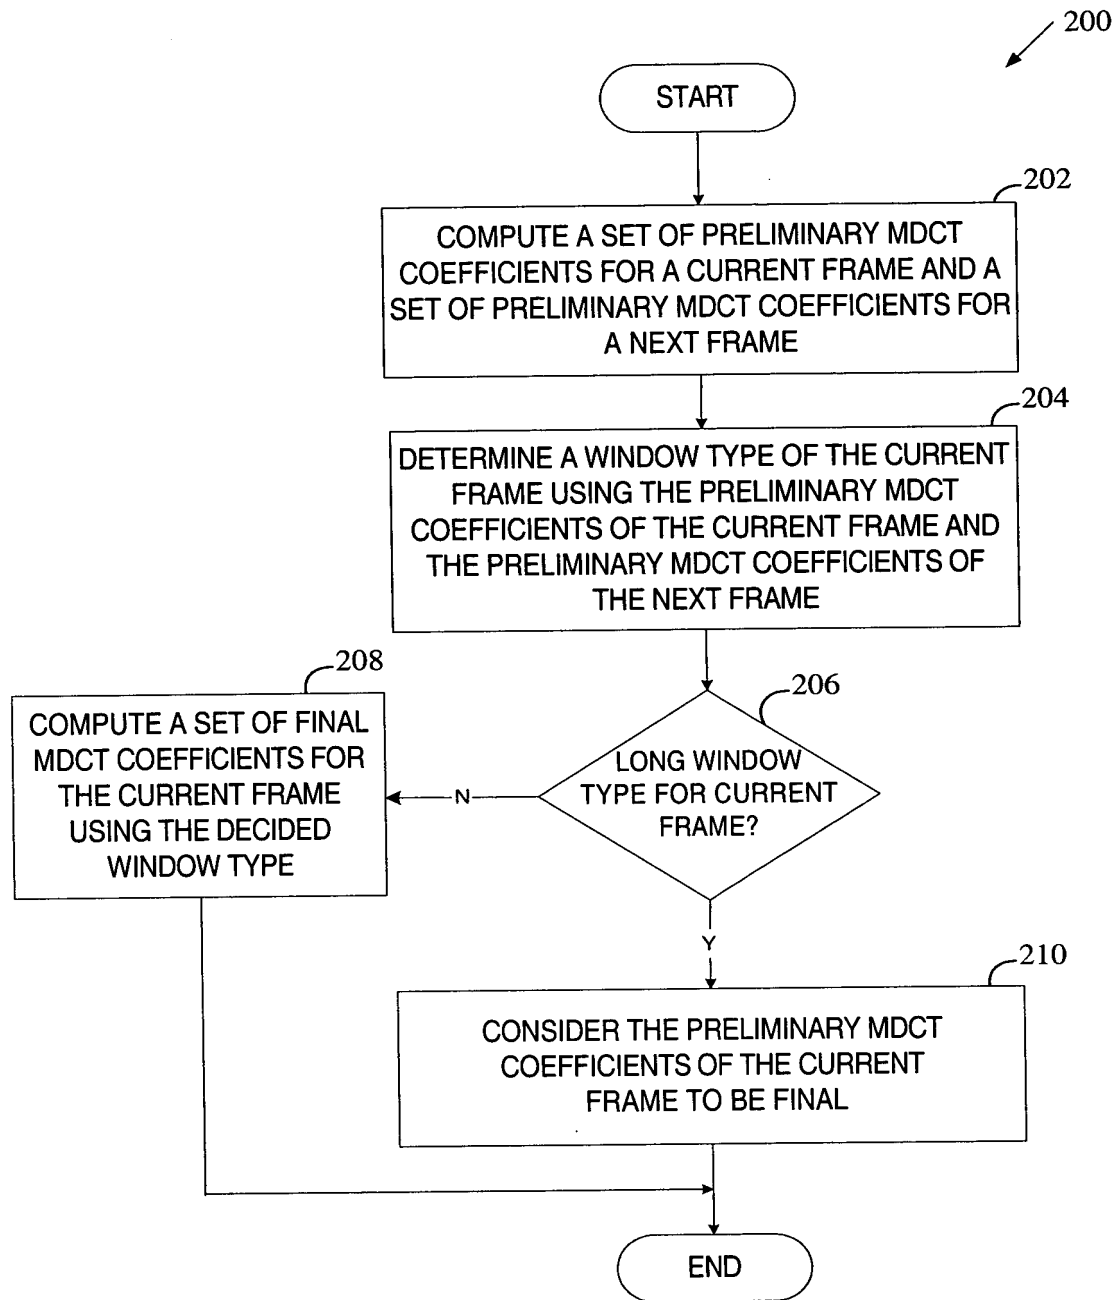 200
START
202
COMPUTE A SET OF PRELIMINARY MDCT
COEFFICIENTS FOR A CURRENT FRAME AND A
SET OF PRELIMINARY MDCT COEFFICIENTS FOR
A NEXT FRAME
204
DETERMINE A WINDOW TYPE OF THE CURRENT
FRAME USING THE PRELIMINARY MDCT
COEFFICIENTS OF THE CURRENT FRAME AND
THE PRELIMINARY MDCT COEFFICIENTS OF
THE NEXT FRAME
206
LONG WINDOW
TYPE FOR CURRENT
FRAME?
N
208
COMPUTE A SET OF FINAL
MDCT COEFFICIENTS FOR
THE CURRENT FRAME
USING THE DECIDED
WINDOW TYPE
Y
210
CONSIDER THE PRELIMINARY MDCT
COEFFICIENTS OF THE CURRENT
FRAME TO BE FINAL
END